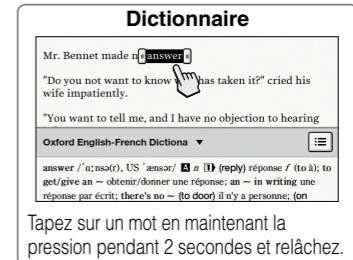 Dictionnaire
Mr. Bennet made n answer
"Do you not want to know has taken it?" cried his
wife impatiently.
"You want to tell me, and I have no objection to hearing
Oxford English-French Dictiona ▼
answer /ˈɑːnsə(r), US ˈænsər/ A n 1 (reply) réponse f (to à); to
get/give an ~ obtenir/donner une réponse; an ~ in writing une
réponse par écrit; there's no ~ (to door) il n'y a personne; (on
Tapez sur un mot en maintenant la
pression pendant 2 secondes et relâchez.